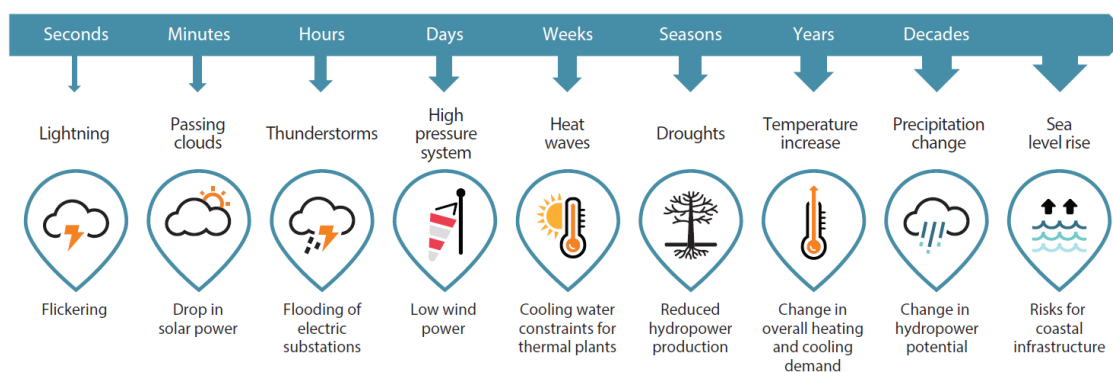 Seconds
Minutes
Hours
Days
Weeks
Seasons
Years
Decades
Lightning
Passing
clouds
Thunderstorms
High
pressure
system
Heat
waves
Droughts
Temperature
increase
Precipitation
change
Sea
level rise
Flickering
Drop in
solar power
Flooding of
electric
substations
Low wind
power
Cooling water
constraints for
thermal plants
Reduced
hydropower
production
Change in
overall heating
and cooling
demand
Change in
hydropower
potential
Risks for
coastal
infrastructure